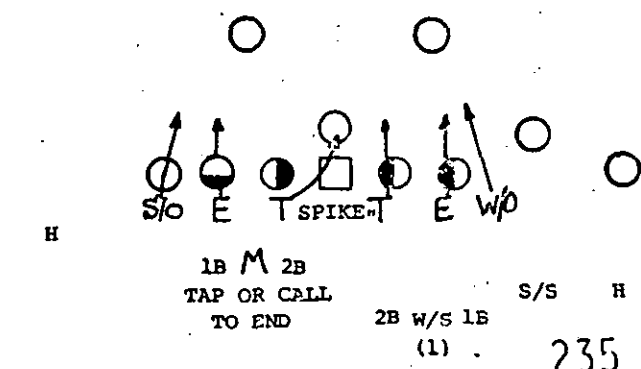 S/O E T SPIKE" T E W/O
H
1B M 2B
TAP OR CALL
TO END
S/S H
2B W/S 1B
(1)
235